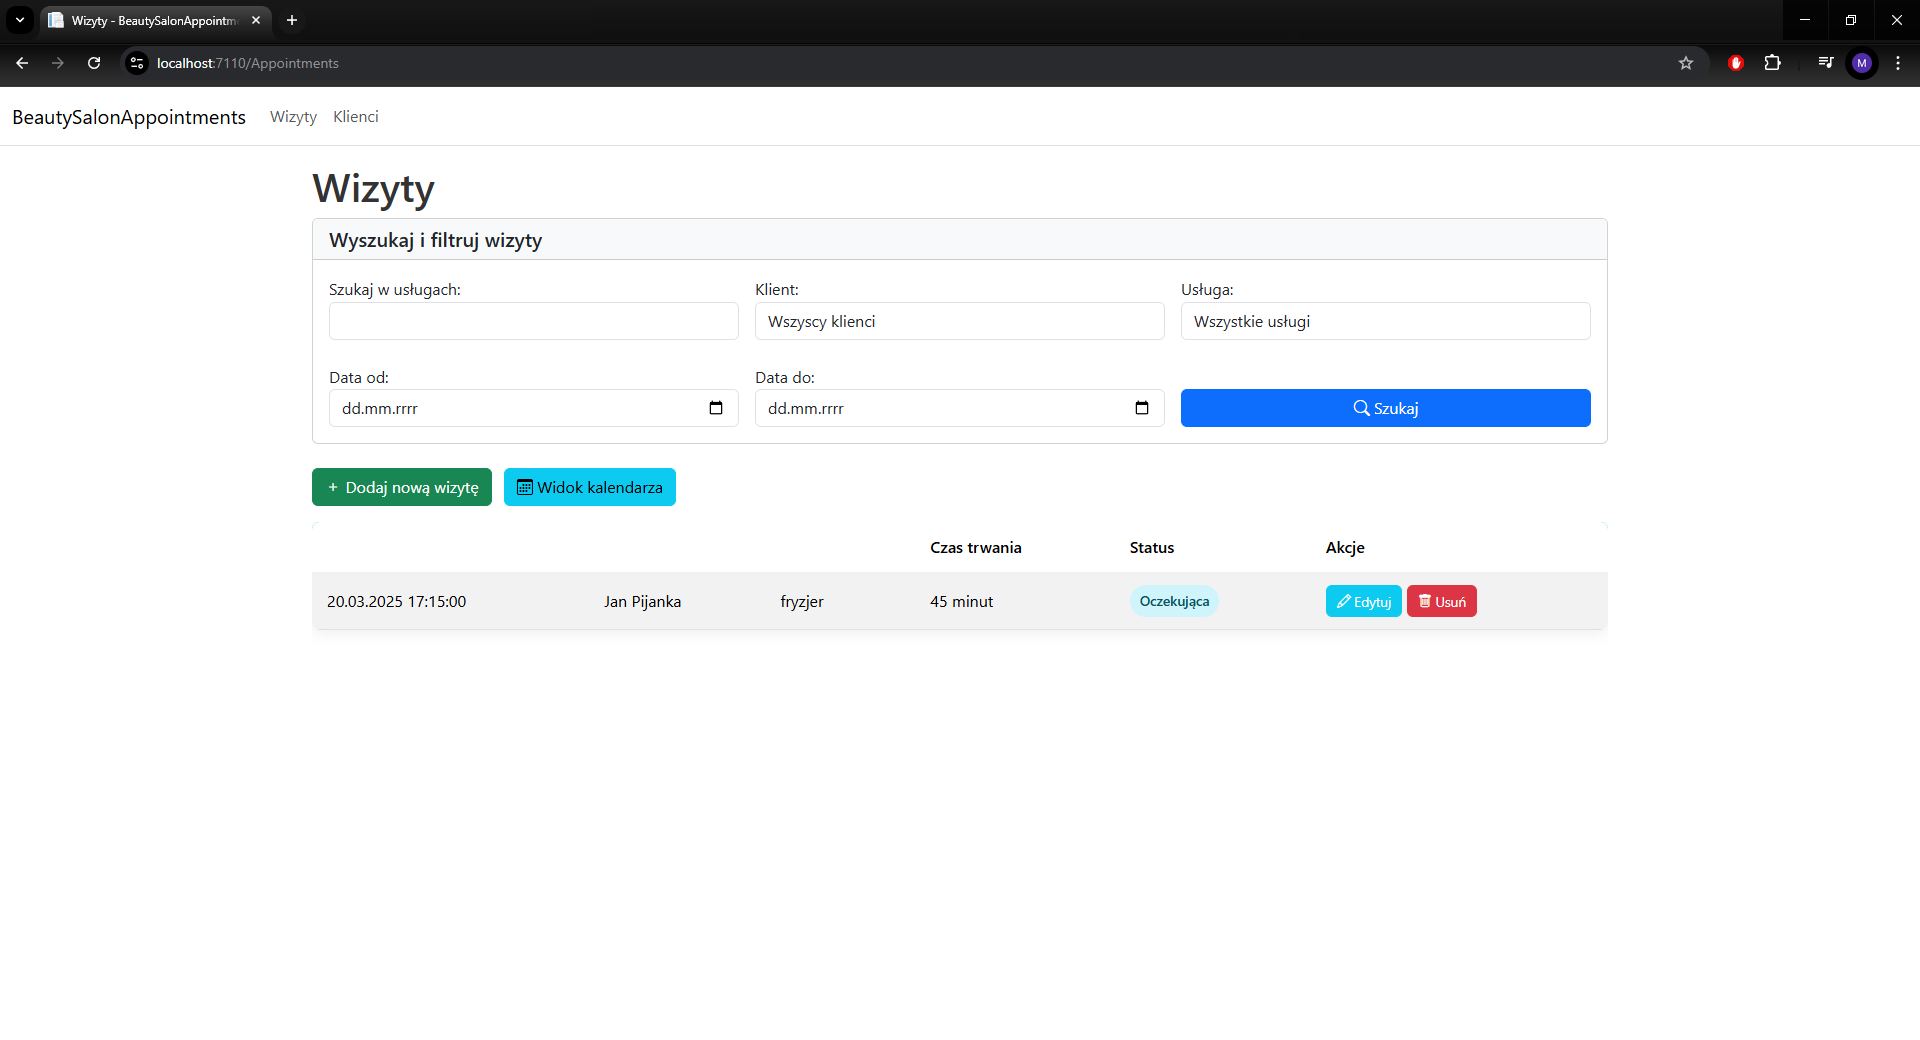 Wizyty - BeautySalonAppointm
localhost:7110/Appointments
M
BeautySalonAppointments Wizyty Klienci
Wizyty
Wyszukaj i filtruj wizyty
Szukaj w usługach: Klient: Usługa:
Wszyscy klienci Wszystkie usługi
Data od: Data do:
dd.mm.rrrr dd.mm.rrrr Szukaj
+ Dodaj nową wizytę Widok kalendarza
Czas trwania Status Akcje
20.03.2025 17:15:00 Jan Pijanka fryzjer 45 minut Oczekująca Edytuj Usuń